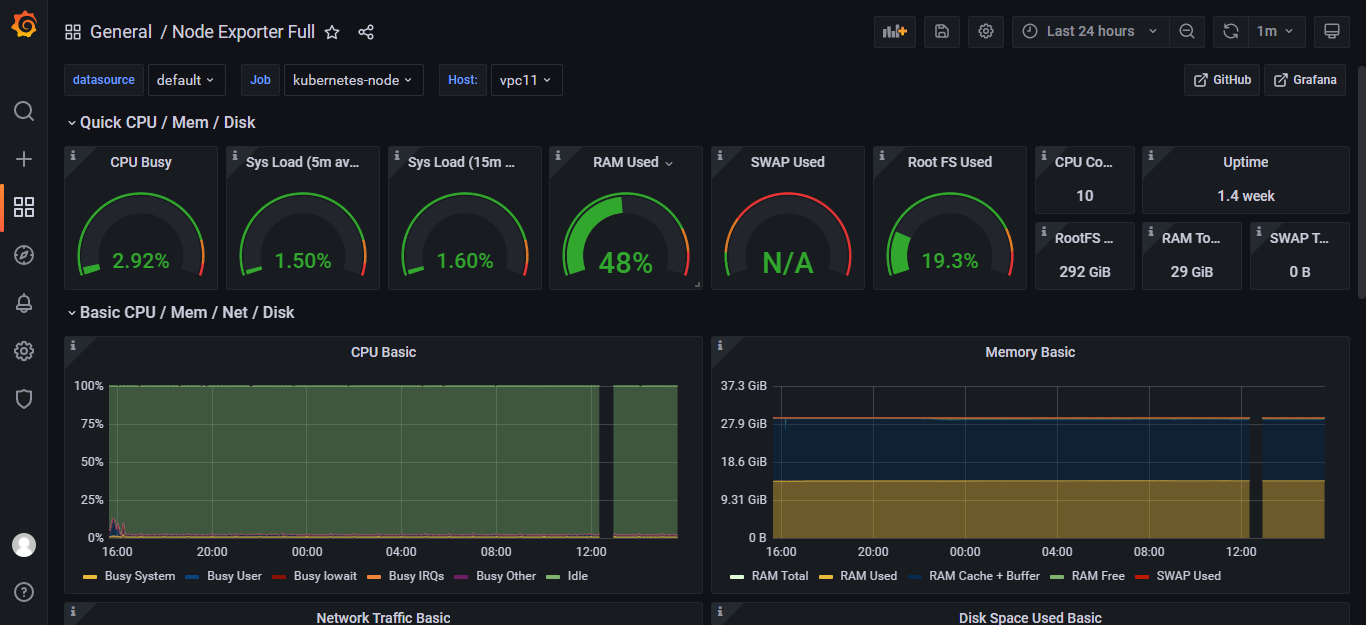 General / Node Exporter Full
Last 24 hours
1m
datasource default Job kubernetes-node Host: vpc11
GitHub Grafana
Quick CPU / Mem / Disk
CPU Busy
2.92%
Sys Load (5m av...
1.50%
Sys Load (15m ...
1.60%
RAM Used
48%
SWAP Used
N/A
Root FS Used
19.3%
CPU Co...
10
Uptime
1.4 week
RootFS ...
292 GiB
RAM To...
29 GiB
SWAP T...
0 B
Basic CPU / Mem / Net / Disk
CPU Basic
100%
75%
50%
25%
0%
16:00 20:00 00:00 04:00 08:00 12:00
Busy System Busy User Busy Iowait Busy IRQs Busy Other Idle
Memory Basic
37.3 GiB
27.9 GiB
18.6 GiB
9.31 GiB
0 B
16:00 20:00 00:00 04:00 08:00 12:00
RAM Total RAM Used RAM Cache + Buffer RAM Free SWAP Used
Network Traffic Basic
Disk Space Used Basic